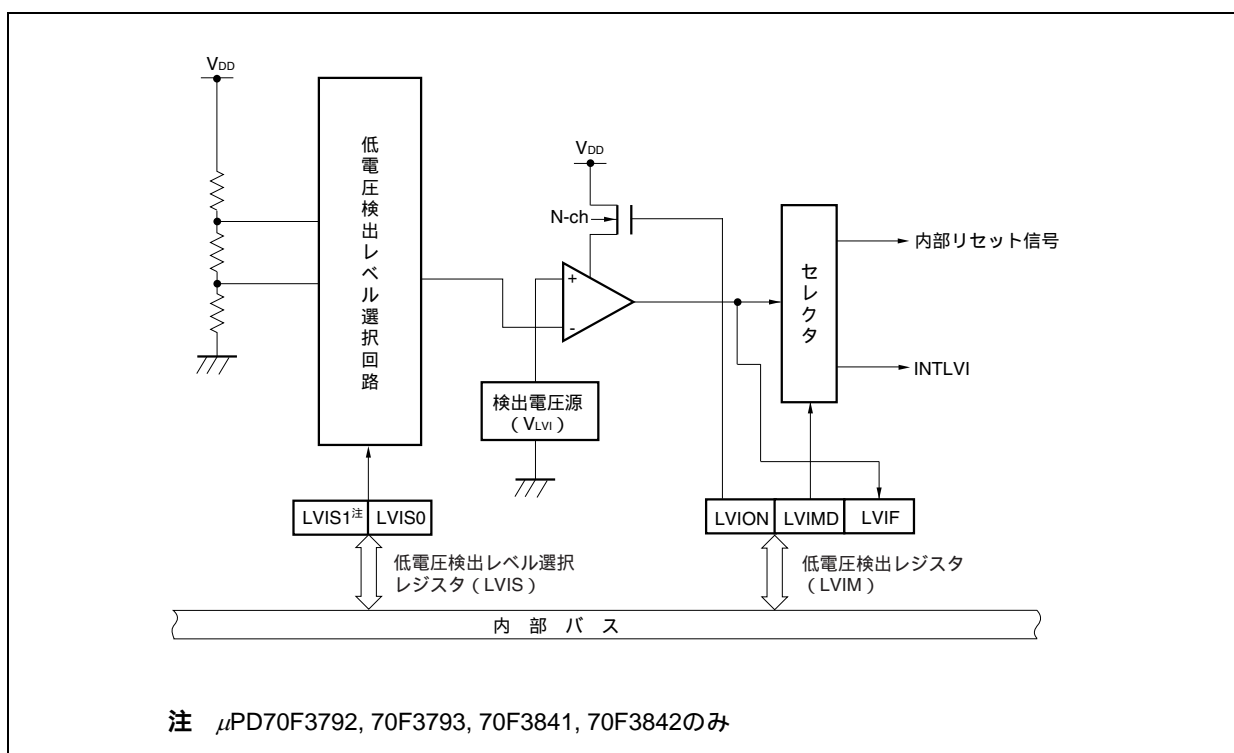 VDD
低電圧検出レベル選択回路
VDD
N-ch
+
-
検出電圧源
（VLVI）
セレクタ
内部リセット信号
INTLVI
LVIS1注 LVIS0
LVION LVIMD LVIF
低電圧検出レベル選択
レジスタ（LVIS）
低電圧検出レジスタ
（LVIM）
内 部 バ ス
注 μPD70F3792, 70F3793, 70F3841, 70F3842のみ